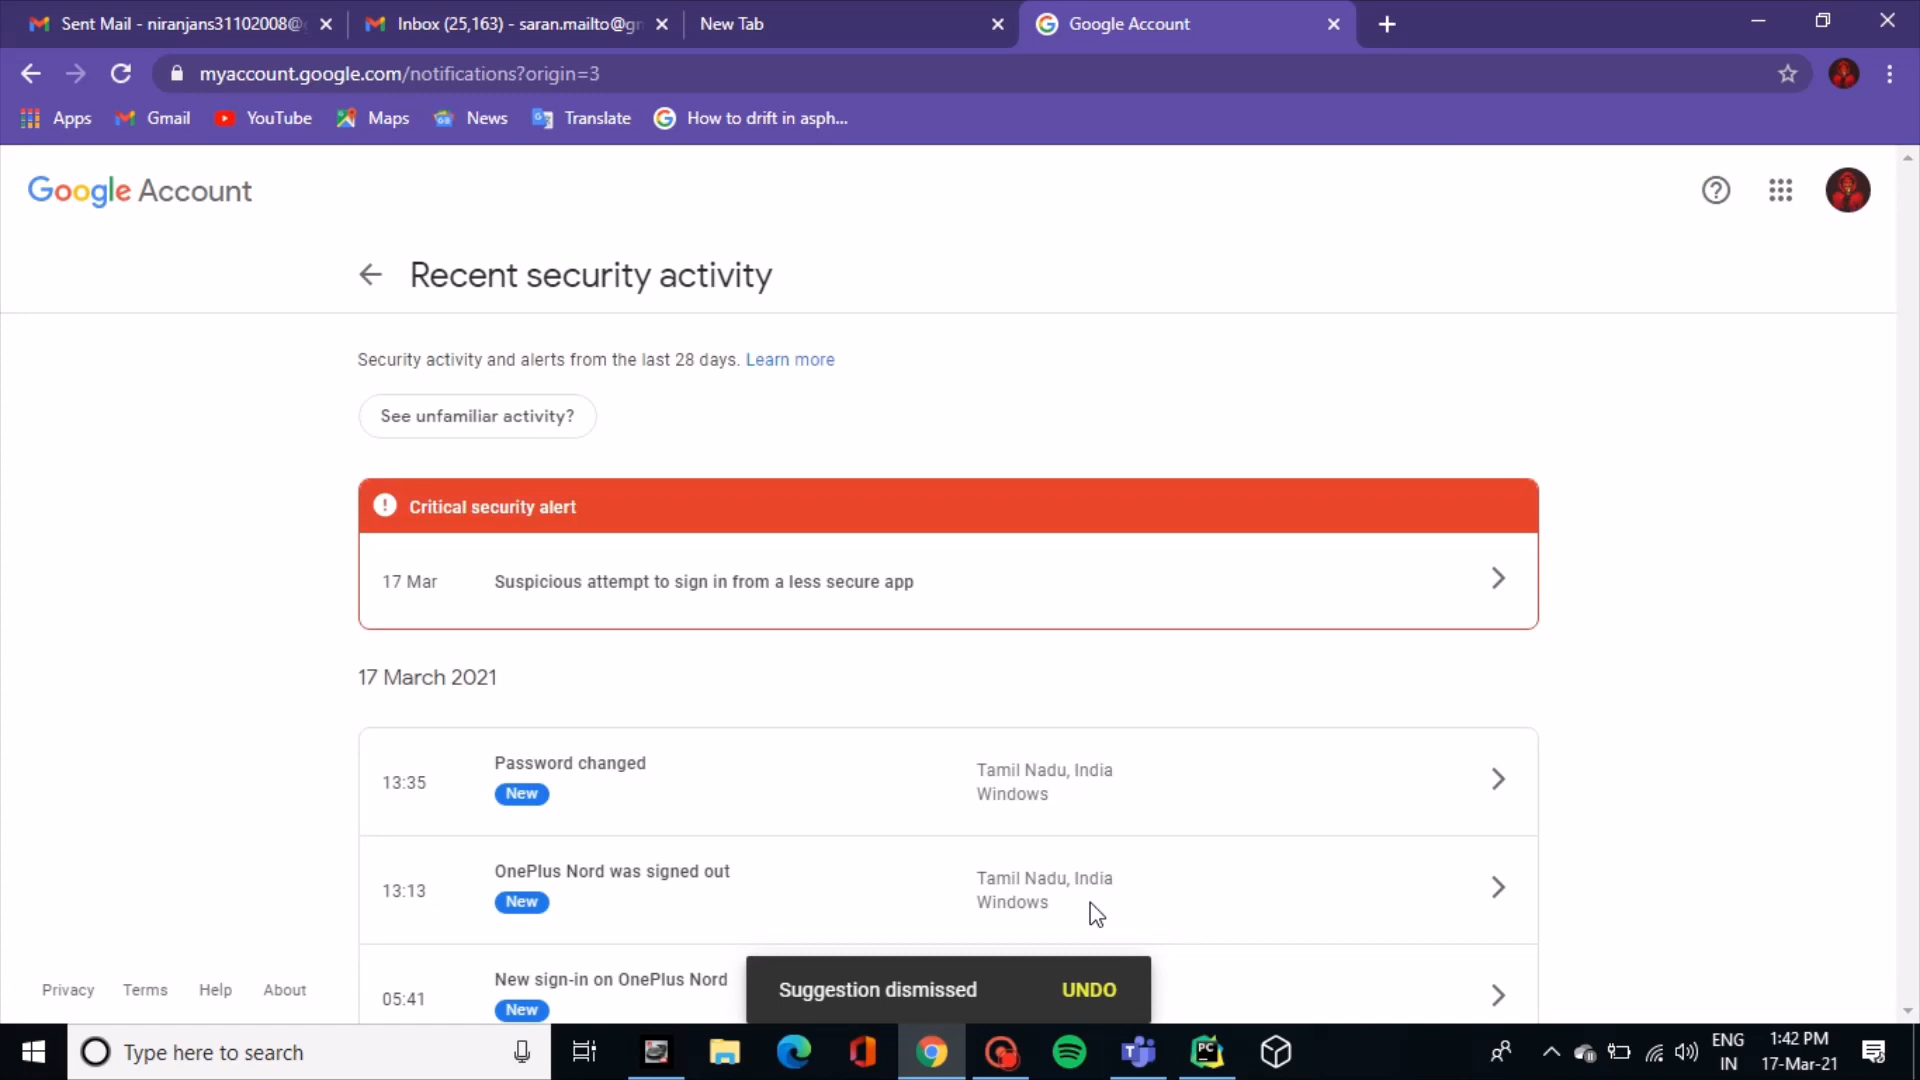 Sent Mail - niranjans31102008@
Inbox (25,163) - saran.mailto@gm
New Tab
Google Account
myaccount.google.com/notifications?origin=3
Apps
Gmail
YouTube
Maps
News
Translate
How to drift in asph...
Google Account
Recent security activity
Security activity and alerts from the last 28 days. Learn more
See unfamiliar activity?
Critical security alert
17 Mar
Suspicious attempt to sign in from a less secure app
17 March 2021
13:35
Password changed
New
Tamil Nadu, India
Windows
13:13
OnePlus Nord was signed out
New
Tamil Nadu, India
Windows
05:41
New sign-in on OnePlus Nord
New
Suggestion dismissed
UNDO
Privacy
Terms
Help
About
Type here to search
PC
ENG
IN
1:42 PM
17-Mar-21